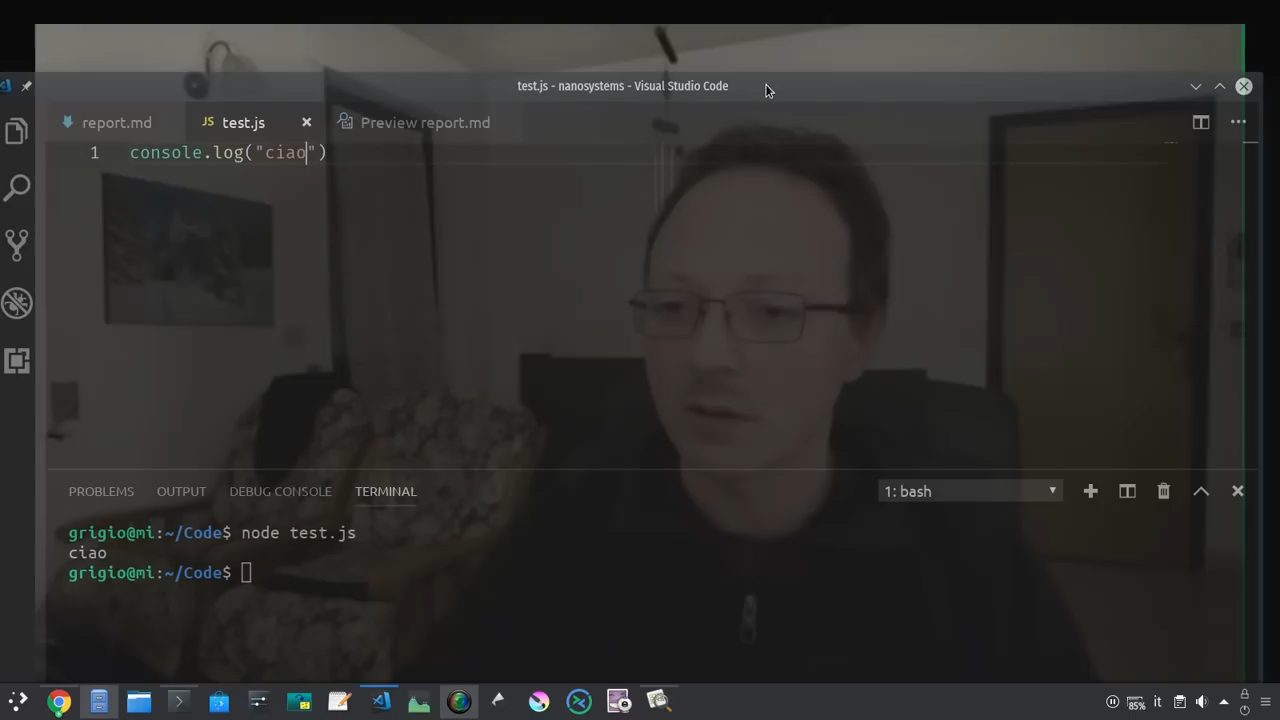 test.js - nanosystems - Visual Studio Code
report.md
JS test.js
Preview report.md
1 console.log("ciao")
PROBLEMS OUTPUT DEBUG CONSOLE TERMINAL
1: bash
grigio@mi:~/Code$ node test.js
ciao
grigio@mi:~/Code$
85% it